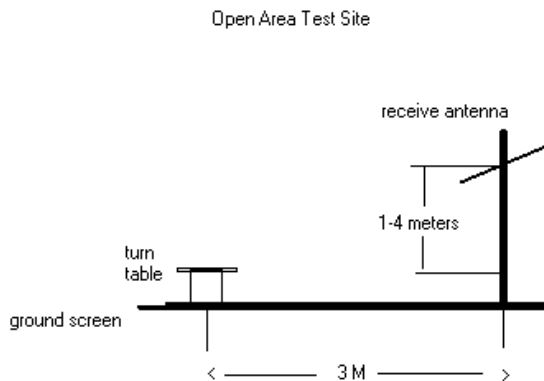 Open Area Test Site
receive antenna
1-4 meters
turn
table
ground screen
3 M